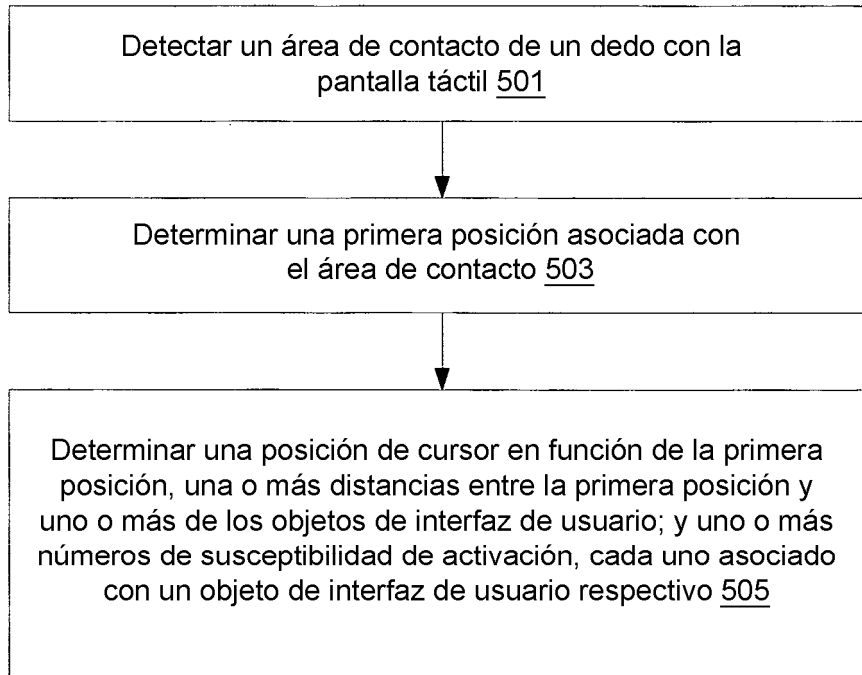 Detectar un área de contacto de un dedo con la
pantalla táctil 501
Determinar una primera posición asociada con
el área de contacto 503
Determinar una posición de cursor en función de la primera
posición, una o más distancias entre la primera posición y
uno o más de los objetos de interfaz de usuario; y uno o más
números de susceptibilidad de activación, cada uno asociado
con un objeto de interfaz de usuario respectivo 505